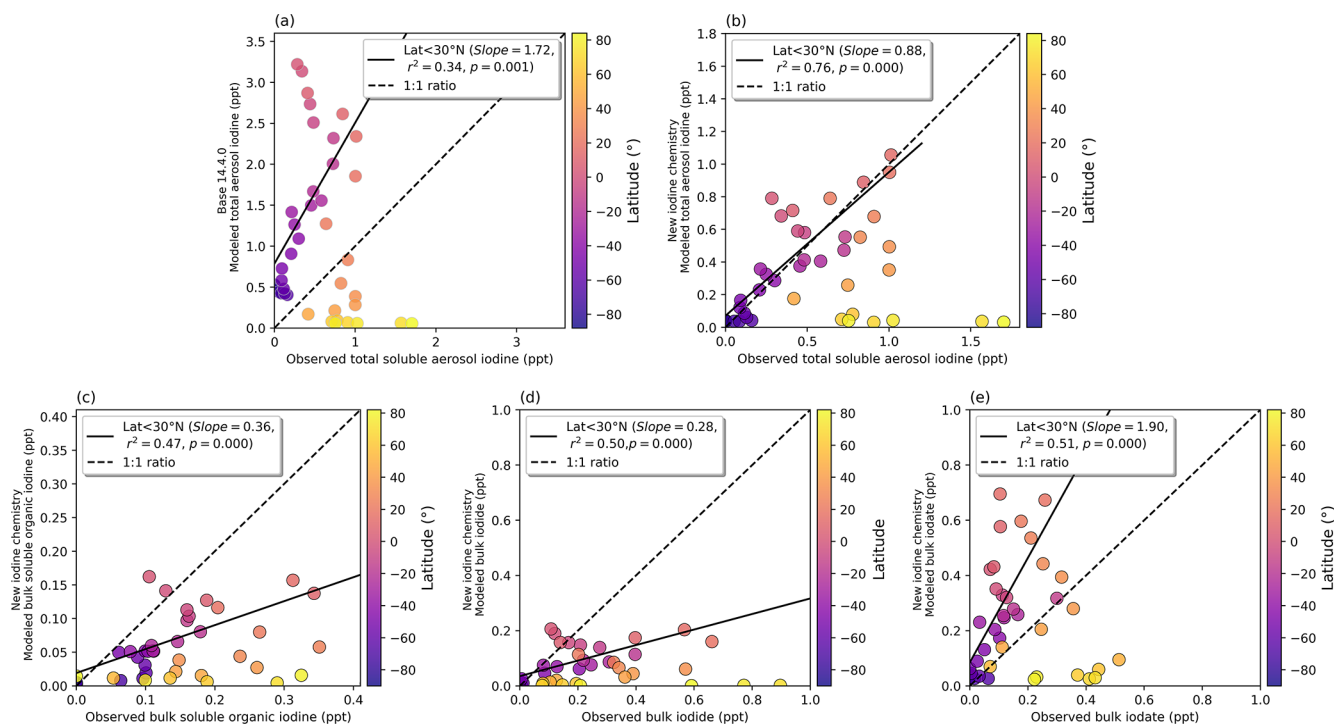 (a)
Base 14.4.0
Modeled total aerosol iodine (ppt)
3.5
3.0
2.5
2.0
1.5
1.0
0.5
0.0
Lat<30°N (Slope = 1.72,
r² = 0.34, p = 0.001)
1:1 ratio
0
1
2
3
Observed total soluble aerosol iodine (ppt)
80
60
40
20
0
−20
−40
−60
−80
Latitude (°)
(b)
New iodine chemistry
Modeled total aerosol iodine (ppt)
1.8
1.6
1.4
1.2
1.0
0.8
0.6
0.4
0.2
0.0
Lat<30°N (Slope = 0.88,
r² = 0.76, p = 0.000)
1:1 ratio
0.0
0.5
1.0
1.5
Observed total soluble aerosol iodine (ppt)
80
60
40
20
0
−20
−40
−60
−80
Latitude (°)
(c)
New iodine chemistry
Modeled bulk soluble organic iodine (ppt)
0.40
0.35
0.30
0.25
0.20
0.15
0.10
0.05
0.00
Lat<30°N (Slope = 0.36,
r² = 0.47, p = 0.000)
1:1 ratio
0.0
0.1
0.2
0.3
0.4
Observed bulk soluble organic iodine (ppt)
80
60
40
20
0
−20
−40
−60
−80
Latitude (°)
(d)
New iodine chemistry
Modeled bulk iodide (ppt)
1.0
0.8
0.6
0.4
0.2
0.0
Lat<30°N (Slope = 0.28,
r² = 0.50,p = 0.000)
1:1 ratio
0.0
0.2
0.4
0.6
0.8
1.0
Observed bulk iodide (ppt)
80
60
40
20
0
−20
−40
−60
−80
Latitude
(e)
New iodine chemistry
Modeled bulk iodate (ppt)
1.0
0.8
0.6
0.4
0.2
0.0
Lat<30°N (Slope = 1.90,
r² = 0.51, p = 0.000)
1:1 ratio
0.0
0.2
0.4
0.6
0.8
1.0
Observed bulk iodate (ppt)
80
60
40
20
0
−20
−40
−60
−80
Latitude (°)